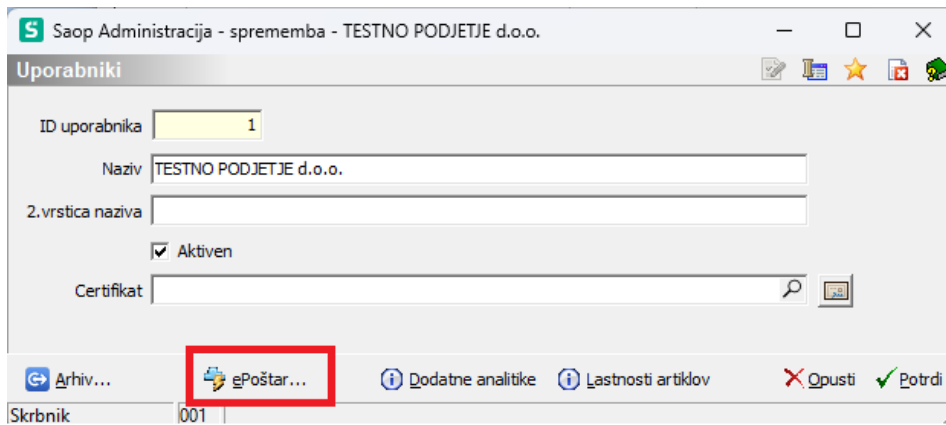 S Saop Administracija - sprememba - TESTNO PODJETJE d.o.o.
Uporabniki
ID uporabnika 1
Naziv TESTNO PODJETJE d.o.o.
2.vrstica naziva
Aktiven
Certifikat
Arhiv... ePoštar... Dodatne analitike Lastnosti artiklov Opusti Potrdi
Skrbnik 001